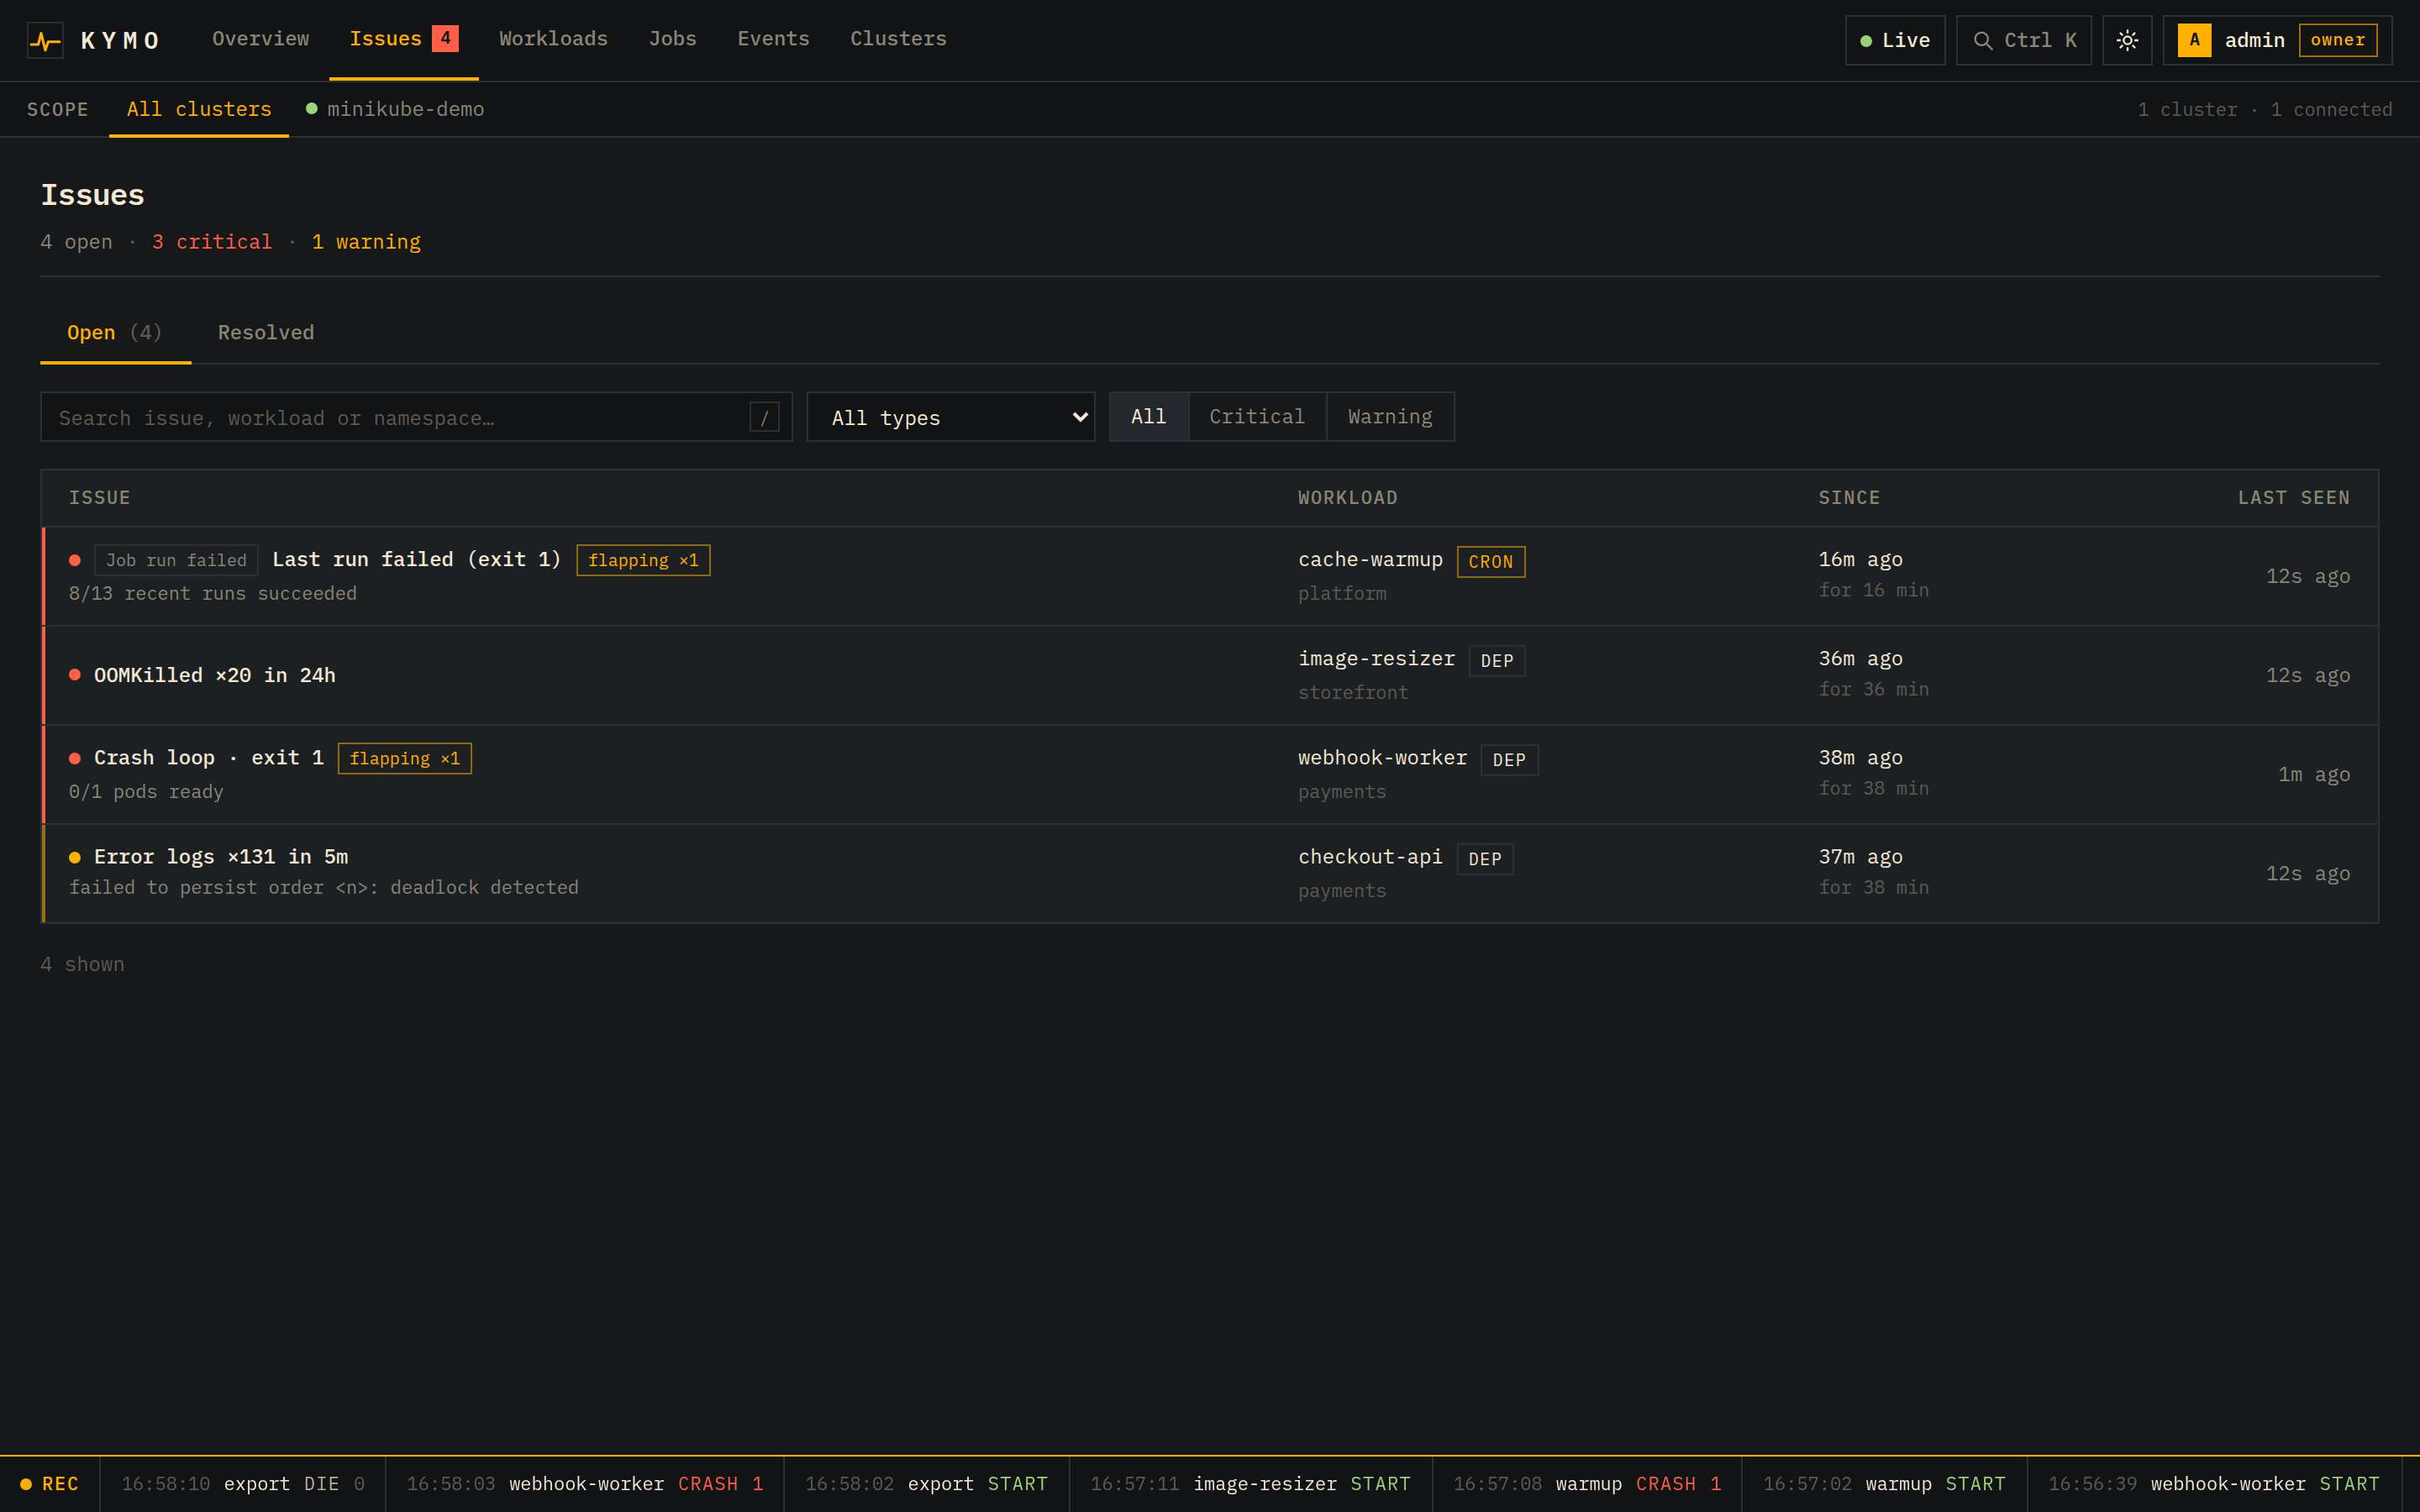 KYMO Overview Issues 4 Workloads Jobs Events Clusters Live Ctrl K A admin owner
SCOPE All clusters minikube-demo 1 cluster · 1 connected
Issues
4 open · 3 critical · 1 warning
Open (4) Resolved
Search issue, workload or namespace… / All types All Critical Warning
ISSUE WORKLOAD SINCE LAST SEEN
Job run failed Last run failed (exit 1) flapping ×1 cache-warmup CRON 16m ago 12s ago
8/13 recent runs succeeded platform for 16 min
OOMKilled ×20 in 24h image-resizer DEP 36m ago 12s ago
storefront for 36 min
Crash loop · exit 1 flapping ×1 webhook-worker DEP 38m ago 1m ago
0/1 pods ready payments for 38 min
Error logs ×131 in 5m checkout-api DEP 37m ago 12s ago
failed to persist order <n>: deadlock detected payments for 38 min
4 shown
REC 16:58:10 export DIE 0 16:58:03 webhook-worker CRASH 1 16:58:02 export START 16:57:11 image-resizer START 16:57:08 warmup CRASH 1 16:57:02 warmup START 16:56:39 webhook-worker START